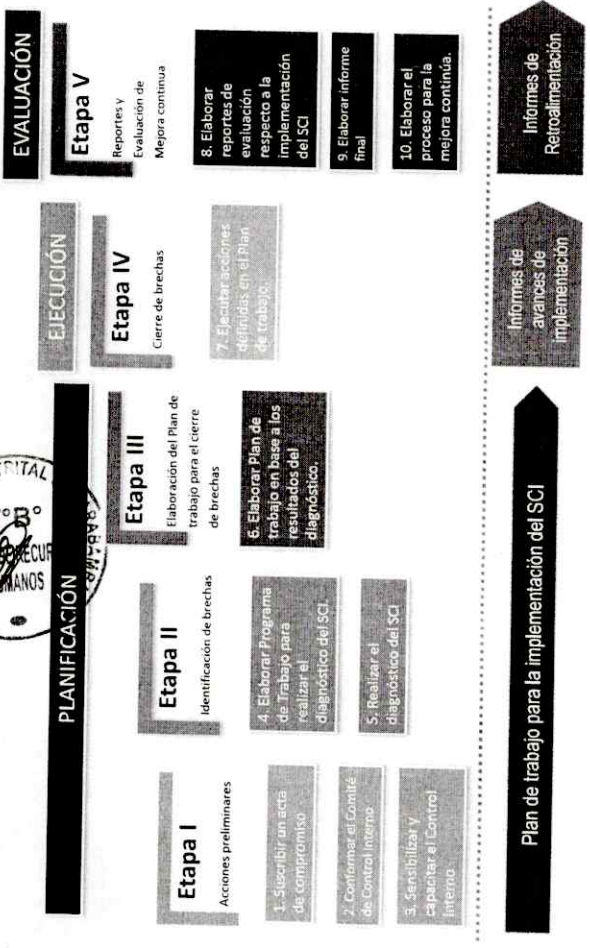 PLANIFICACIÓN
EJECUCIÓN
EVALUACIÓN
Etapa I
Acciones preliminares
1. Suscribir un acta
de compromiso
2. Conformar el Comité
de Control Interno
3. Sensibilizar y
capacitar el Control
Interno
Etapa II
Identificación de brechas
4. Elaborar Programa
de Trabajo para
realizar el
diagnóstico del SCI.
5. Realizar el
diagnóstico del SCI
Etapa III
Elaboración del Plan de
trabajo para el cierre
de brechas
6. Elaborar Plan de
trabajo en base a los
resultados del
diagnóstico.
Etapa IV
Cierre de brechas
7. Ejecutar acciones
definidas en el Plan
de trabajo.
Etapa V
Reportes y
Evaluación de
Mejora continua
8. Elaborar
reportes de
evaluación
respecto a la
implementación
del SCI
9. Elaborar informe
final
10. Elaborar el
proceso para la
mejora continúa.
Plan de trabajo para la implementación del SCI
Informes de
avances de
implementación
Informes de
Retroalimentación